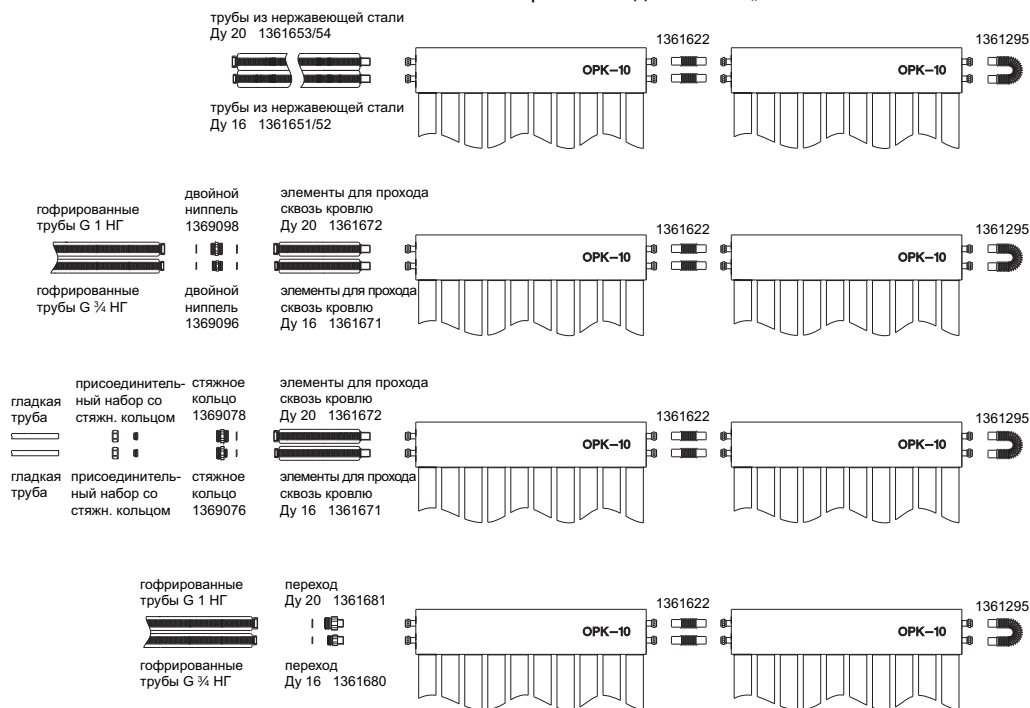 трубы из нержавеющей стали
Ду 20 1361653/54
1361622
1361295
ОРК–10
ОРК–10
трубы из нержавеющей стали
Ду 16 1361651/52
гофрированные
трубы G 1 НГ
двойной
ниппель
1369098
элементы для прохода
сквозь кровлю
Ду 20 1361672
1361622
1361295
ОРК–10
ОРК–10
гофрированные
трубы G ¾ НГ
двойной
ниппель
1369096
элементы для прохода
сквозь кровлю
Ду 16 1361671
гладкая
труба
присоединитель-
ный набор со
стяжн. кольцом
стяжное
кольцо
1369078
элементы для прохода
сквозь кровлю
Ду 20 1361672
1361622
1361295
ОРК–10
ОРК–10
гладкая
труба
присоединитель-
ный набор со
стяжн. кольцом
стяжное
кольцо
1369076
элементы для прохода
сквозь кровлю
Ду 16 1361671
гофрированные
трубы G 1 НГ
переход
Ду 20 1361681
1361622
1361295
ОРК–10
ОРК–10
гофрированные
трубы G ¾ НГ
переход
Ду 16 1361680